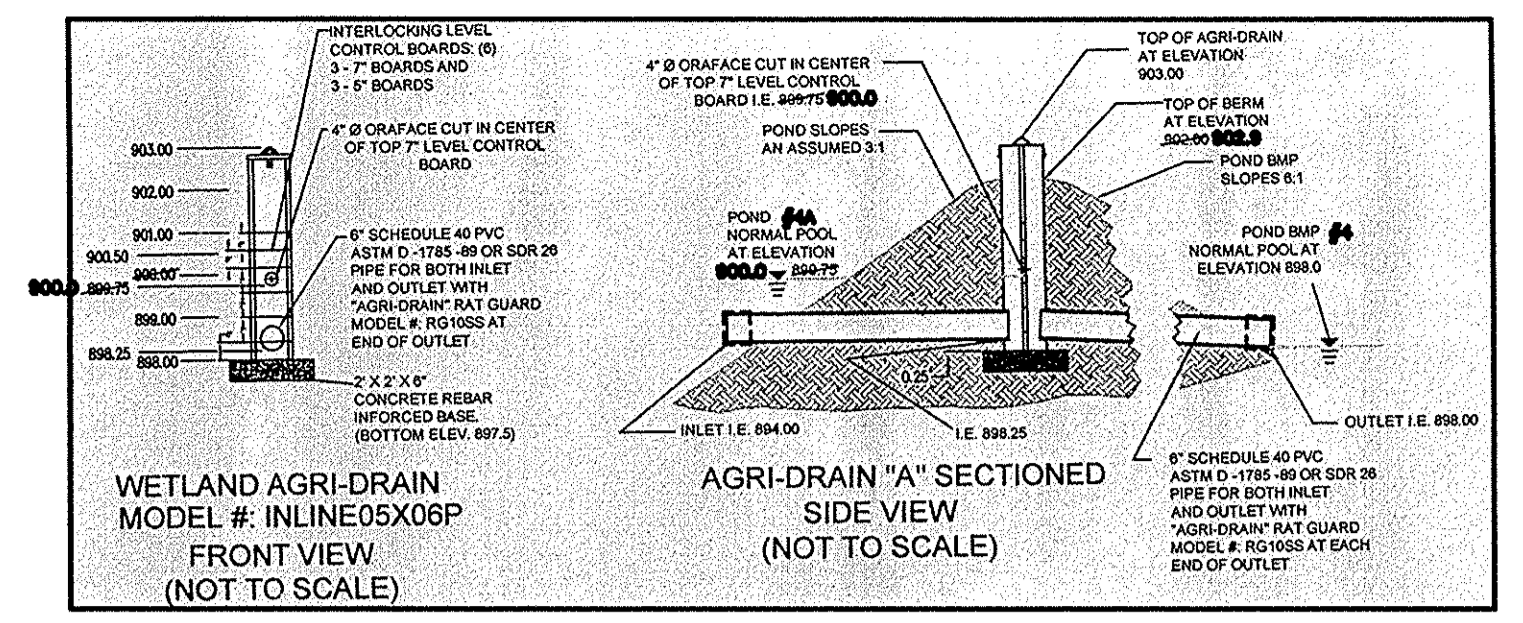 INTERLOCKING LEVEL
CONTROL BOARDS: (6)
3 - 7" BOARDS AND
3 - 5" BOARDS
4" Ø ORAFACE CUT IN CENTER
OF TOP 7" LEVEL CONTROL
BOARD
903.00
902.00
901.00
900.50
900.00
900.0 899.75
899.00
898.25
898.00
6" SCHEDULE 40 PVC
ASTM D -1785 -89 OR SDR 26
PIPE FOR BOTH INLET
AND OUTLET WITH
"AGRI-DRAIN" RAT GUARD
MODEL #: RG10SS AT
END OF OUTLET
2' X 2' X 6"
CONCRETE REBAR
INFORCED BASE.
(BOTTOM ELEV. 897.5)
WETLAND AGRI-DRAIN
MODEL #: INLINE05X06P
FRONT VIEW
(NOT TO SCALE)
4" Ø ORAFACE CUT IN CENTER
OF TOP 7" LEVEL CONTROL
BOARD I.E. 899.75 900.0
POND SLOPES
AN ASSUMED 3:1
POND #4A
NORMAL POOL
AT ELEVATION
900.0 899.75
TOP OF AGRI-DRAIN
AT ELEVATION
903.00
TOP OF BERM
AT ELEVATION
902.00
POND BMP
SLOPES 6:1
POND BMP #4
NORMAL POOL AT
ELEVATION 898.0
0.25'
INLET I.E. 894.00
I.E. 898.25
OUTLET I.E. 898.00
6" SCHEDULE 40 PVC
ASTM D -1785 -89 OR SDR 26
PIPE FOR BOTH INLET
AND OUTLET WITH
"AGRI-DRAIN" RAT GUARD
MODEL #: RG10SS AT EACH
END OF OUTLET
AGRI-DRAIN "A" SECTIONED
SIDE VIEW
(NOT TO SCALE)